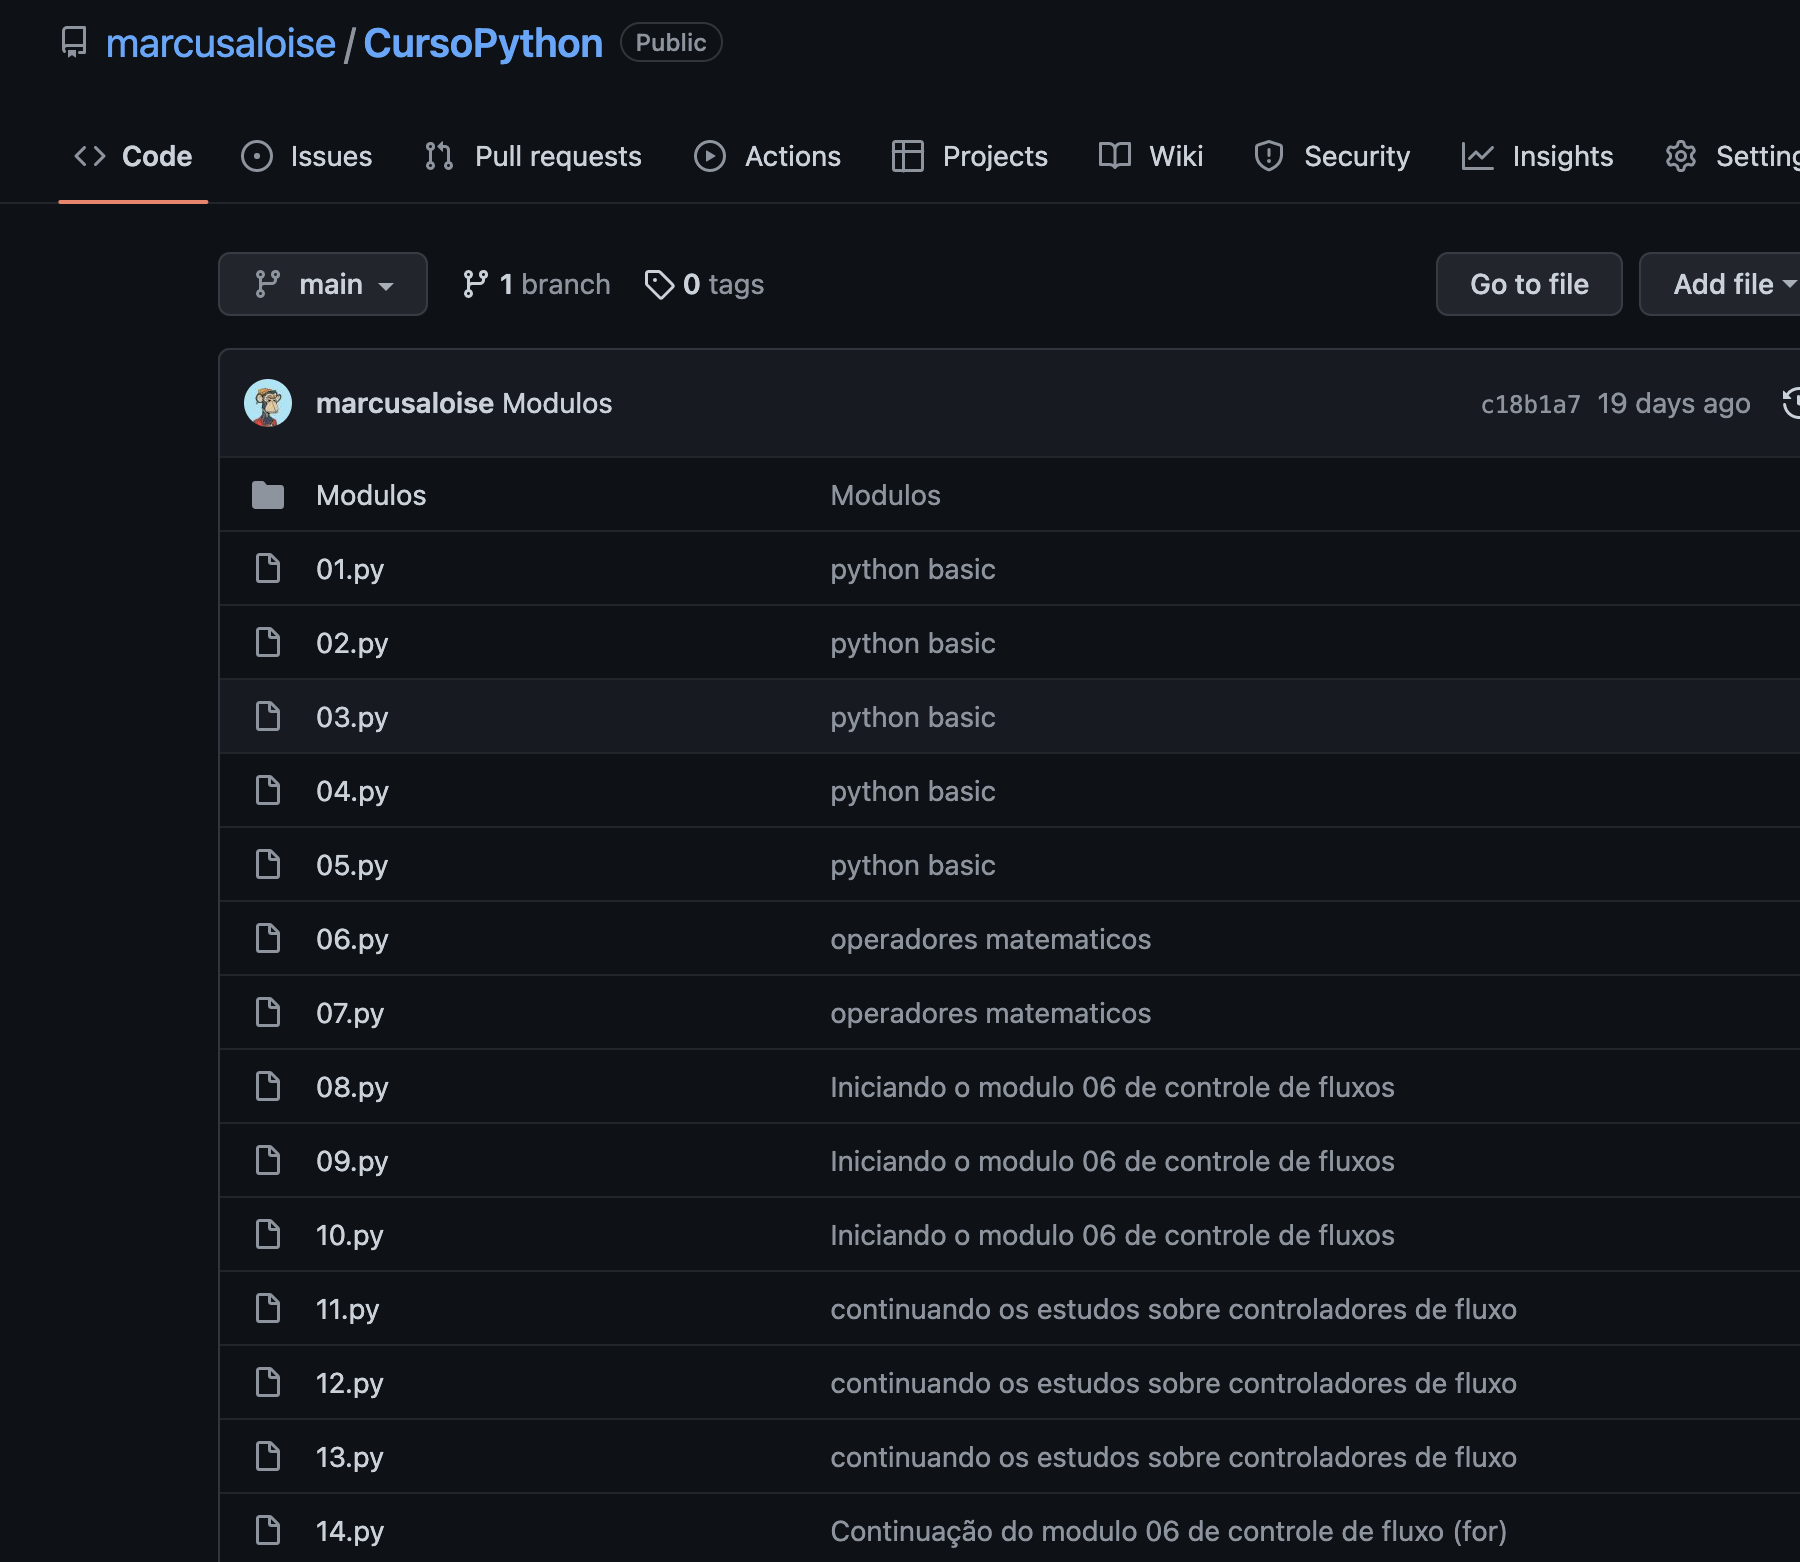 marcusaloise / CursoPython Public
Code Issues Pull requests Actions Projects Wiki Security Insights Setting
main 1 branch 0 tags Go to file Add file
marcusaloise Modulos c18b1a7 19 days ago
Modulos Modulos
01.py python basic
02.py python basic
03.py python basic
04.py python basic
05.py python basic
06.py operadores matematicos
07.py operadores matematicos
08.py Iniciando o modulo 06 de controle de fluxos
09.py Iniciando o modulo 06 de controle de fluxos
10.py Iniciando o modulo 06 de controle de fluxos
11.py continuando os estudos sobre controladores de fluxo
12.py continuando os estudos sobre controladores de fluxo
13.py continuando os estudos sobre controladores de fluxo
14.py Continuação do modulo 06 de controle de fluxo (for)